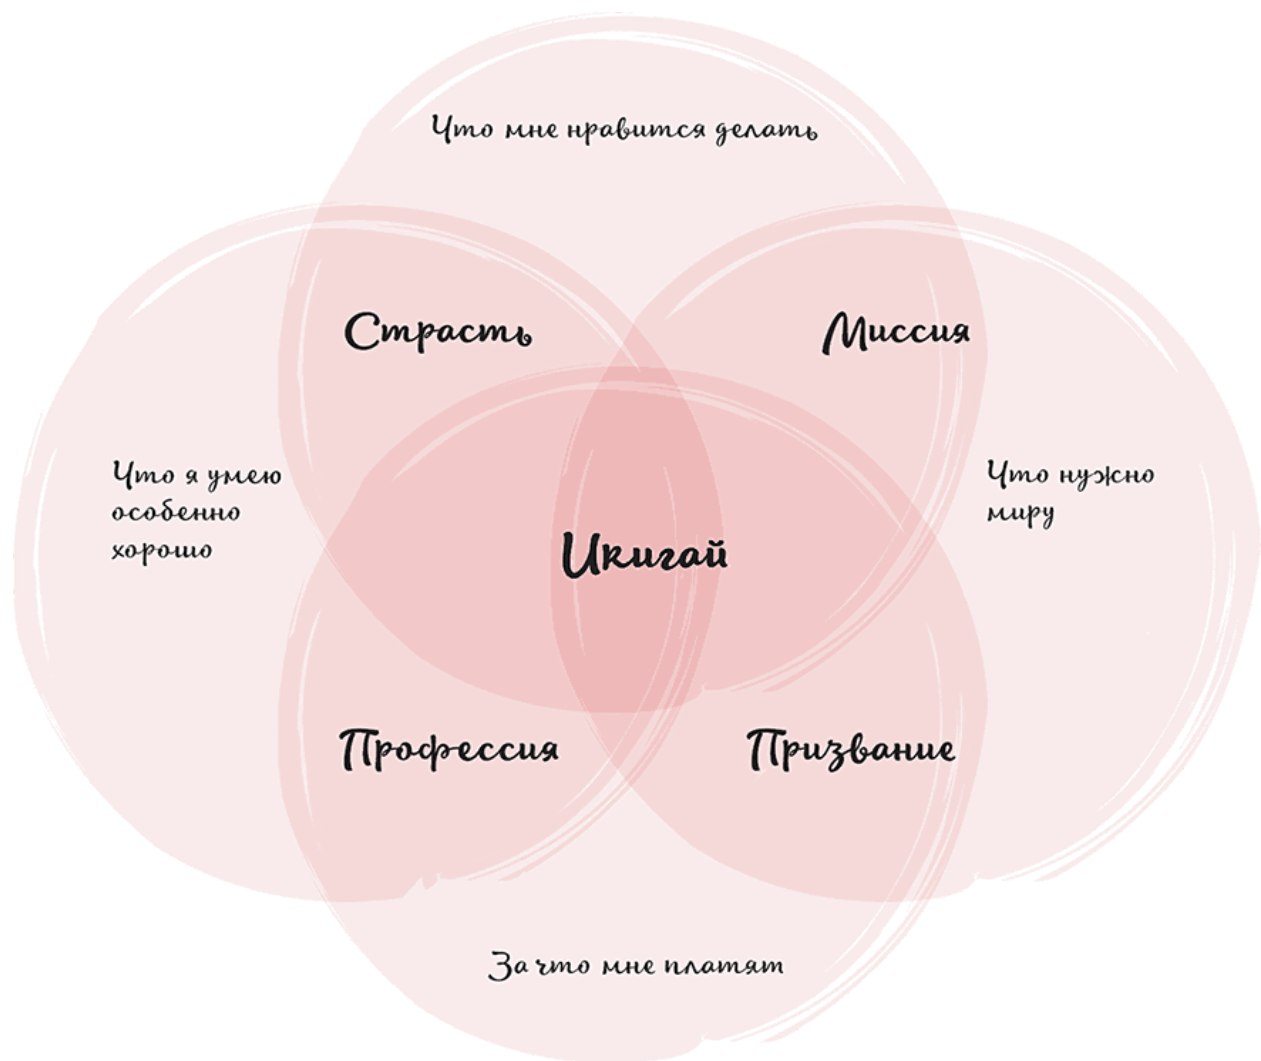 Что мне нравится делать
Страсть
Миссия
Что я умею
особенно
хорошо
Что нужно
миру
Икигай
Профессия
Призвание
За что мне платят